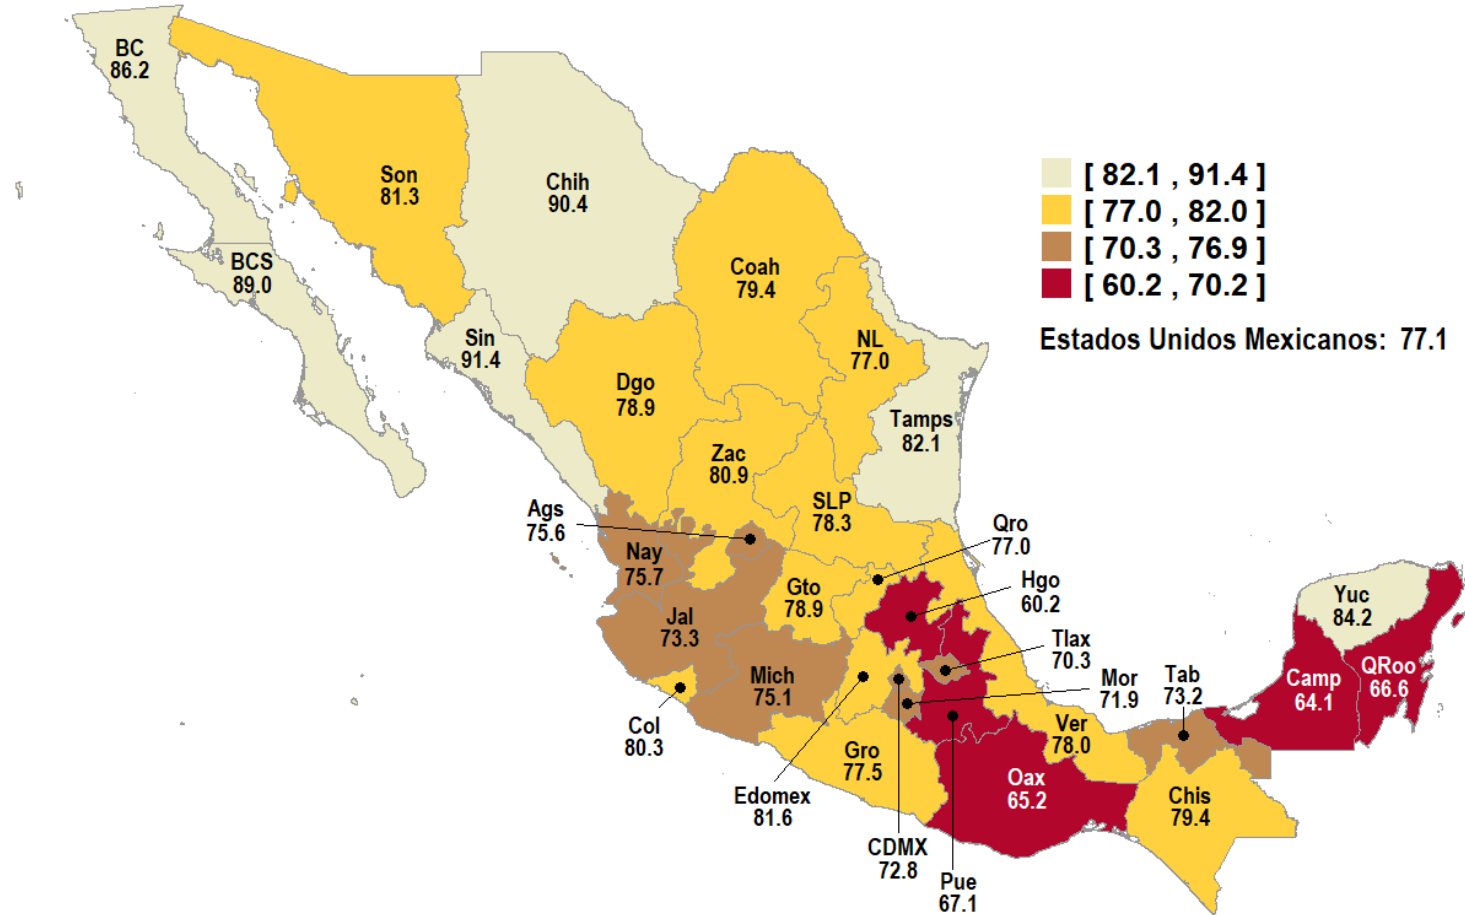 BC
86.2
Son
81.3
Chih
90.4
[ 82.1 , 91.4 ]
[ 77.0 , 82.0 ]
[ 70.3 , 76.9 ]
[ 60.2 , 70.2 ]
Estados Unidos Mexicanos: 77.1
BCS
89.0
Coah
79.4
Sin
91.4
NL
77.0
Dgo
78.9
Tamps
82.1
Zac
80.9
SLP
78.3
Ags
75.6
Qro
77.0
Nay
75.7
Gto
78.9
Hgo
60.2
Yuc
84.2
Jal
73.3
Tlax
70.3
Mich
75.1
Mor
71.9
Tab
73.2
Camp
64.1
QRoo
66.6
Col
80.3
Ver
78.0
Gro
77.5
Oax
65.2
Edomex
81.6
Chis
79.4
CDMX
72.8
Pue
67.1